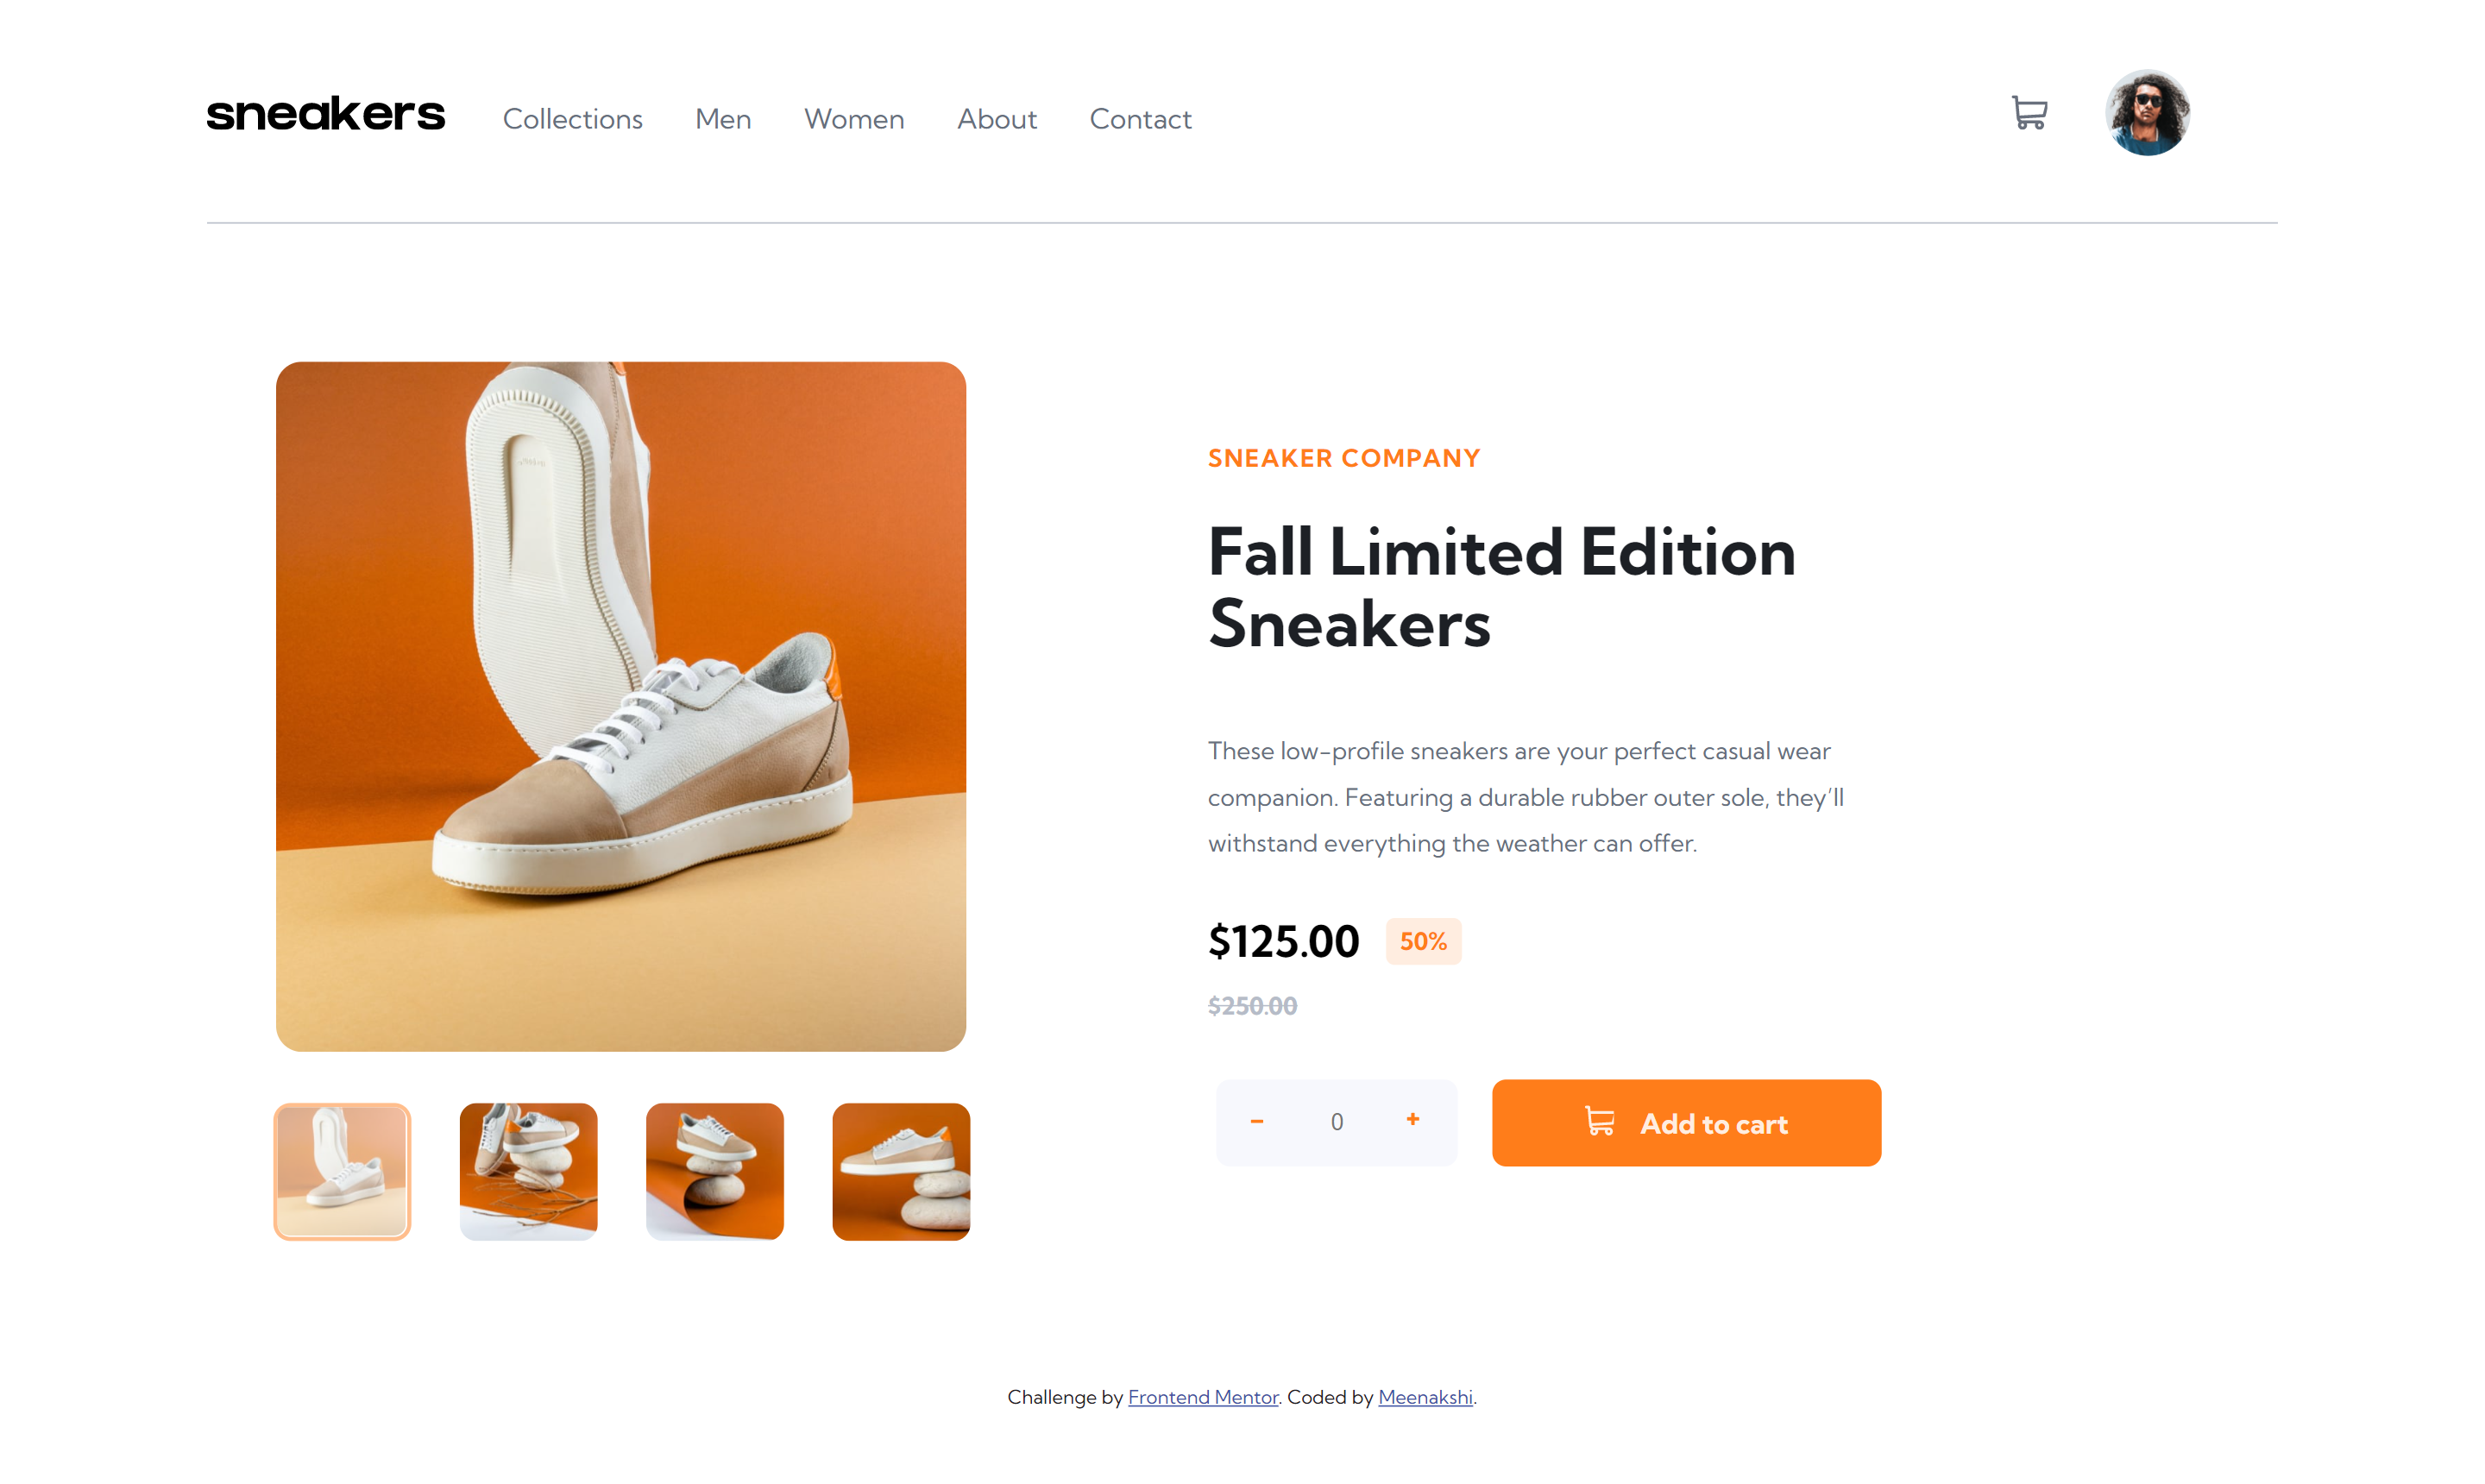 sneakers Collections Men Women About Contact
SNEAKER COMPANY
Fall Limited Edition
Sneakers
These low-profile sneakers are your perfect casual wear
companion. Featuring a durable rubber outer sole, they’ll
withstand everything the weather can offer.
$125.00 50%
$250.00
- 0 + Add to cart
Challenge by Frontend Mentor. Coded by Meenakshi.